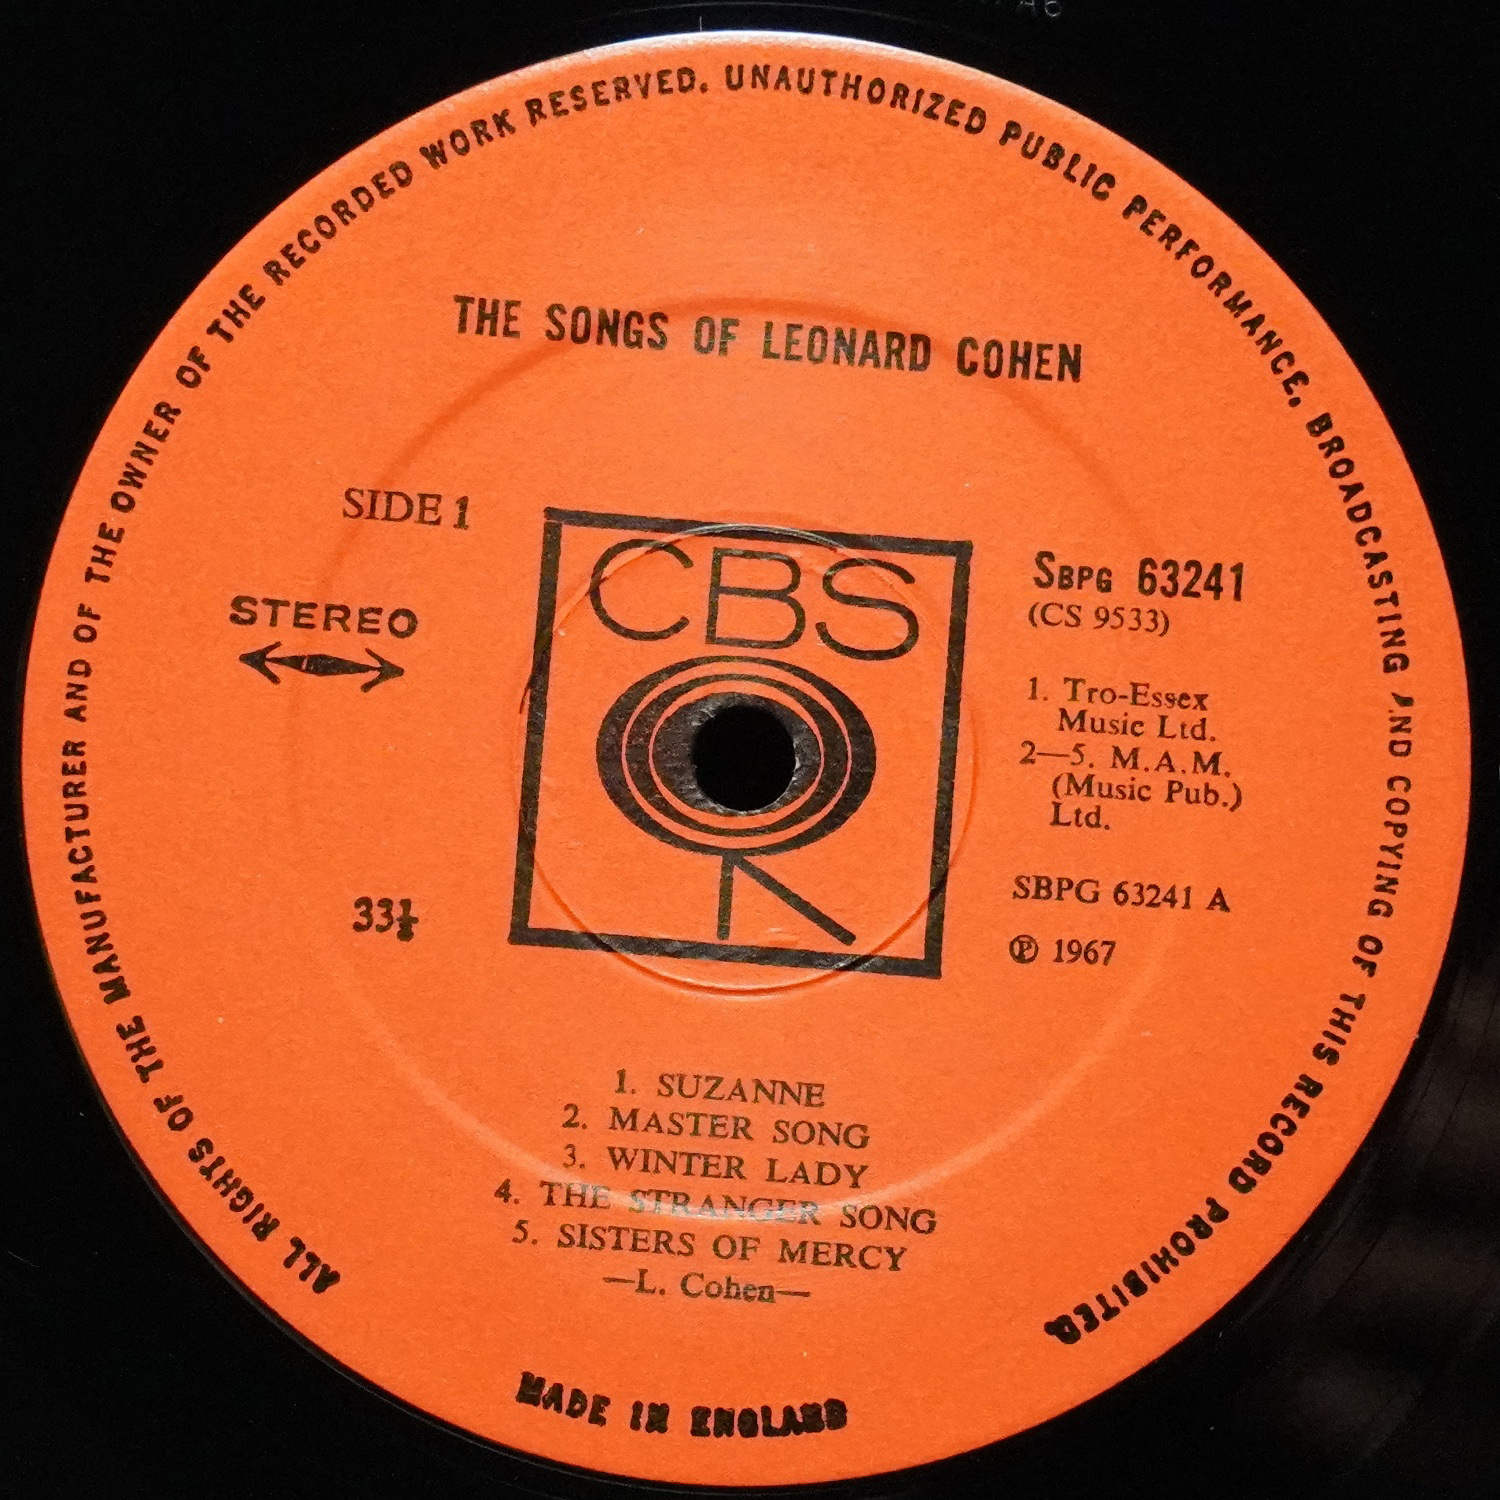 ALL RIGHTS OF THE MANUFACTURER AND OF THE OWNER OF THE RECORDED WORK RESERVED. UNAUTHORIZED PUBLIC PERFORMANCE, BROADCASTING AND COPYING OF THIS RECORD PROHIBITED.
THE SONGS OF LEONARD COHEN
SIDE 1
STEREO
33⅓
CBS
SBPG 63241
(CS 9533)
1. Tro-Essex
Music Ltd.
2—5. M.A.M.
(Music Pub.)
Ltd.
SBPG 63241 A
℗ 1967
1. SUZANNE
2. MASTER SONG
3. WINTER LADY
4. THE STRANGER SONG
5. SISTERS OF MERCY
—L. Cohen—
MADE IN ENGLAND